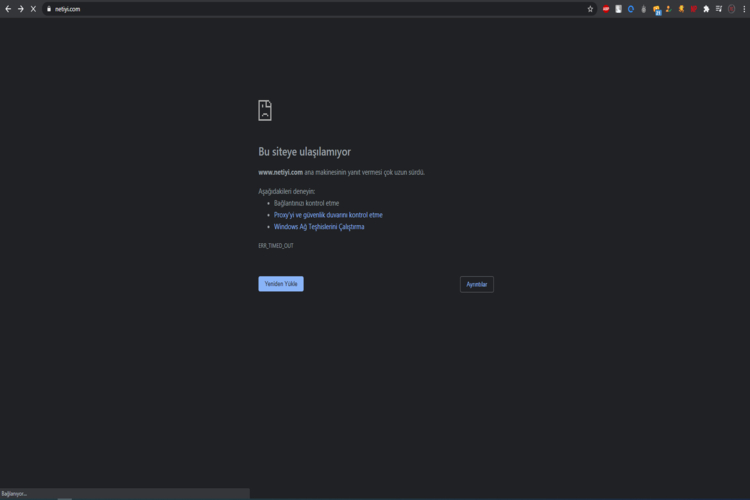 netiyi.com
Bu siteye ulaşılamıyor
www.netiyi.com ana makinesinin yanıt vermesi çok uzun sürdü.
Aşağıdakileri deneyin:
Bağlantınızı kontrol etme
Proxy'yi ve güvenlik duvarını kontrol etme
Windows Ağ Teşhislerini Çalıştırma
ERR_TIMED_OUT
Yeniden Yükle
Ayrıntılar
Bağlanıyor...